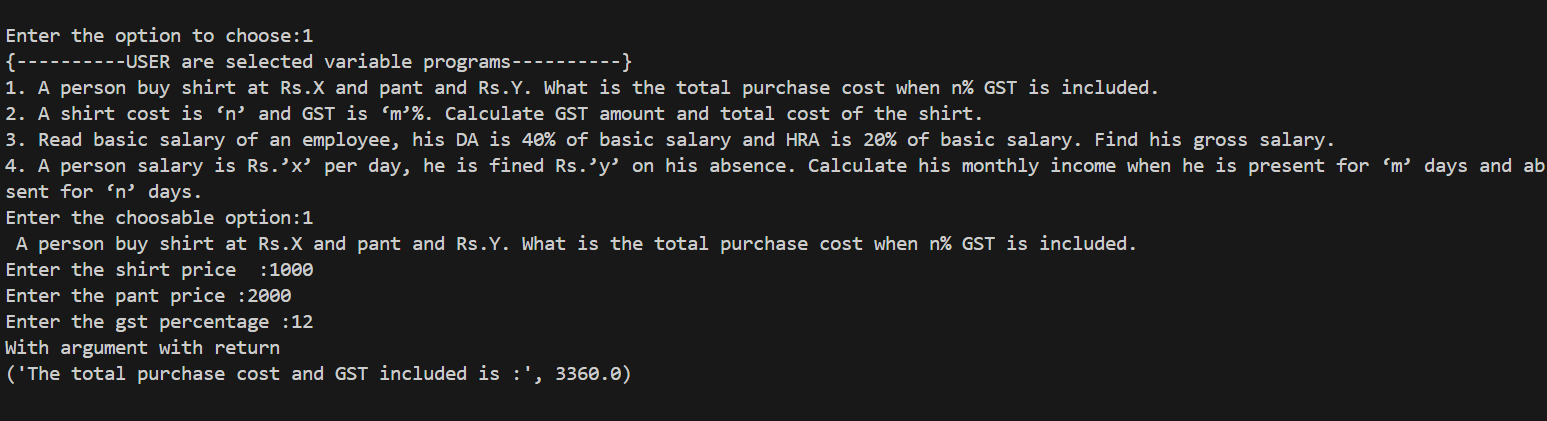 Enter the option to choose:1
{----------USER are selected variable programs----------}
1. A person buy shirt at Rs.X and pant and Rs.Y. What is the total purchase cost when n% GST is included.
2. A shirt cost is ‘n’ and GST is ‘m’%. Calculate GST amount and total cost of the shirt.
3. Read basic salary of an employee, his DA is 40% of basic salary and HRA is 20% of basic salary. Find his gross salary.
4. A person salary is Rs.’x’ per day, he is fined Rs.’y’ on his absence. Calculate his monthly income when he is present for ‘m’ days and ab
sent for ‘n’ days.
Enter the choosable option:1
 A person buy shirt at Rs.X and pant and Rs.Y. What is the total purchase cost when n% GST is included.
Enter the shirt price  :1000
Enter the pant price :2000
Enter the gst percentage :12
With argument with return
('The total purchase cost and GST included is :', 3360.0)